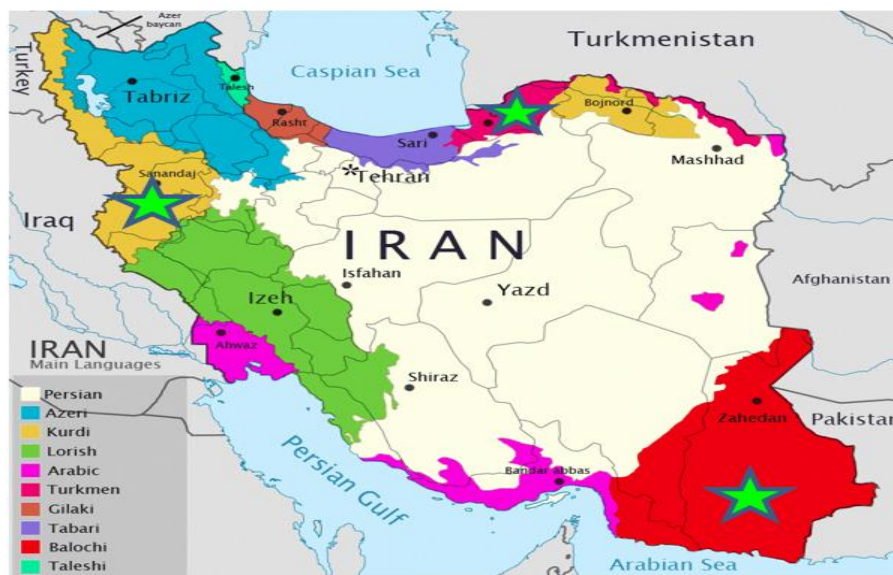 Azer
baycan
Turkmenistan
Turkey
Caspian Sea
Talesh
Tabriz
Bojnord
Rasht
Sari
Mashhad
*Tehran
Sanandaj
Iraq
IRAN
Afghanistan
Isfahan
Yazd
Izeh
Ahwaz
IRAN
Main Languages
Shiraz
Zahedan
Pakistan
Persian Gulf
Bandar abbas
Arabian Sea
Persian
Azeri
Kurdi
Lorish
Arabic
Turkmen
Gilaki
Tabari
Balochi
Taleshi